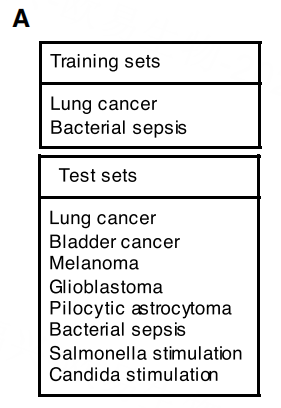 A
Training sets
Lung cancer
Bacterial sepsis
Test sets
Lung cancer
Bladder cancer
Melanoma
Glioblastoma
Pilocytic astrocytoma
Bacterial sepsis
Salmonella stimulation
Candida stimulation